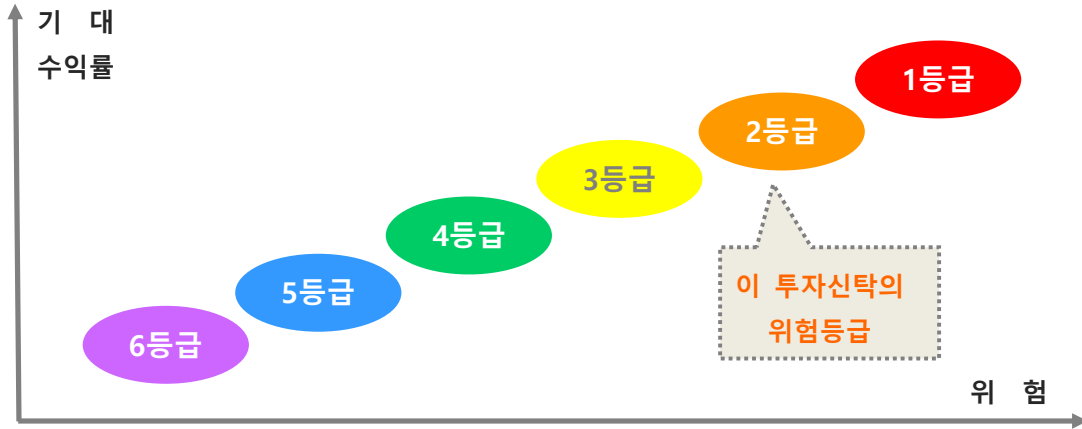 기 대
수익률
1등급
2등급
3등급
4등급
5등급
6등급
이 투자신탁의
위험등급
위 험